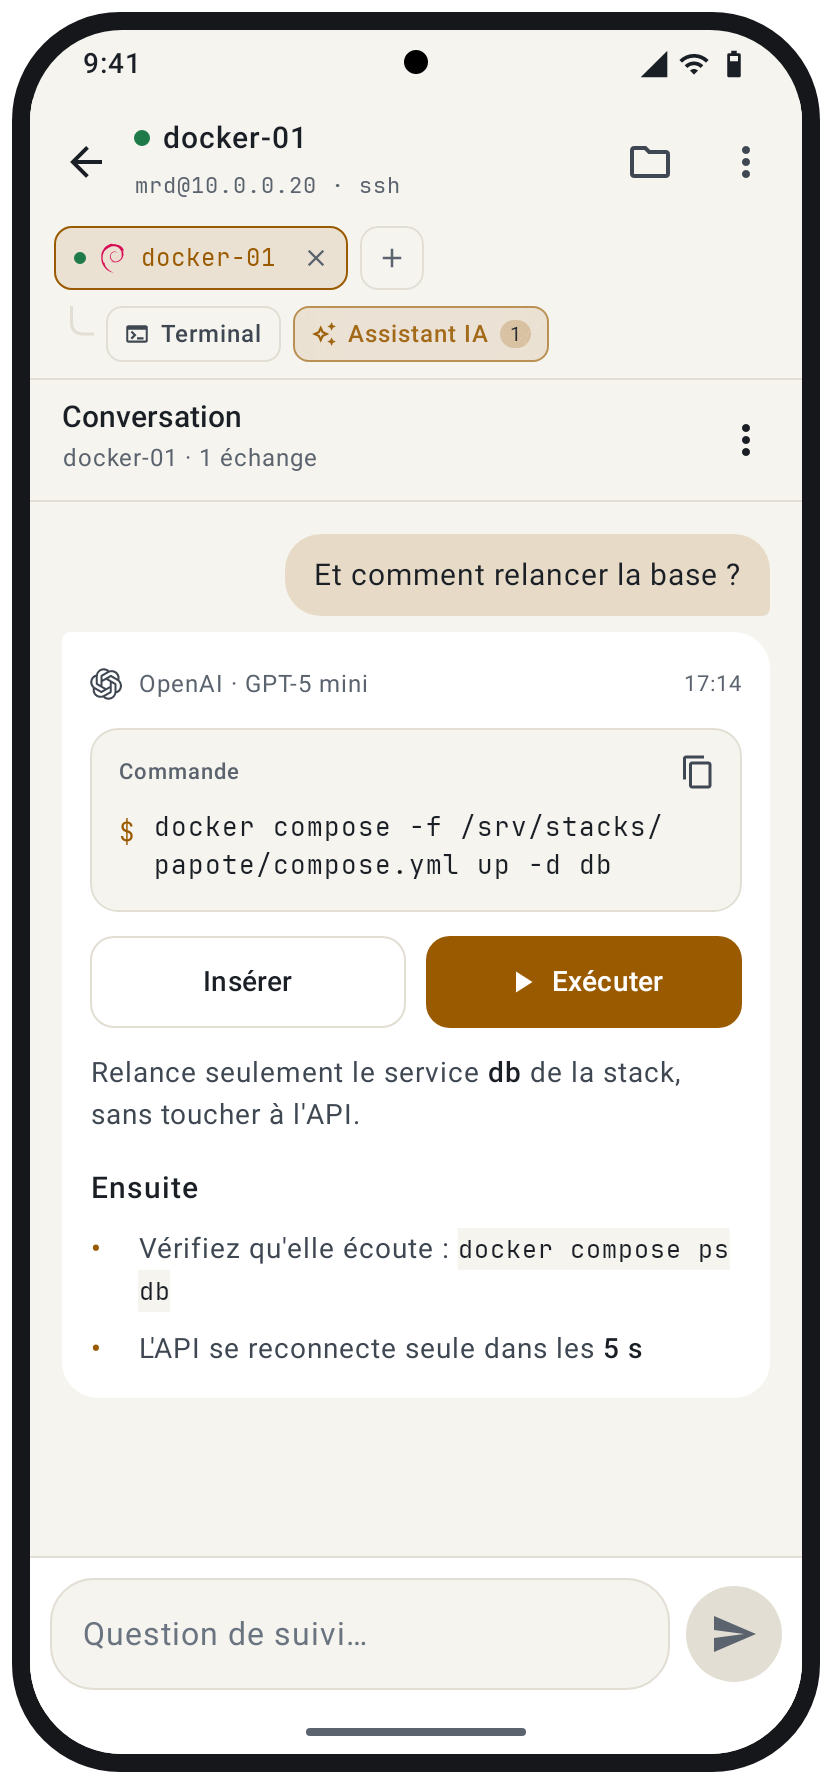 9:41
docker-01
mrd@10.0.0.20 · ssh
docker-01
Terminal
Assistant IA 1
Conversation
docker-01 · 1 échange
Et comment relancer la base ?
OpenAI · GPT-5 mini 17:14
Commande
$ docker compose -f /srv/stacks/
papote/compose.yml up -d db
Insérer
Exécuter
Relance seulement le service db de la stack,
sans toucher à l'API.
Ensuite
• Vérifiez qu'elle écoute : docker compose ps
db
• L'API se reconnecte seule dans les 5 s
Question de suivi…